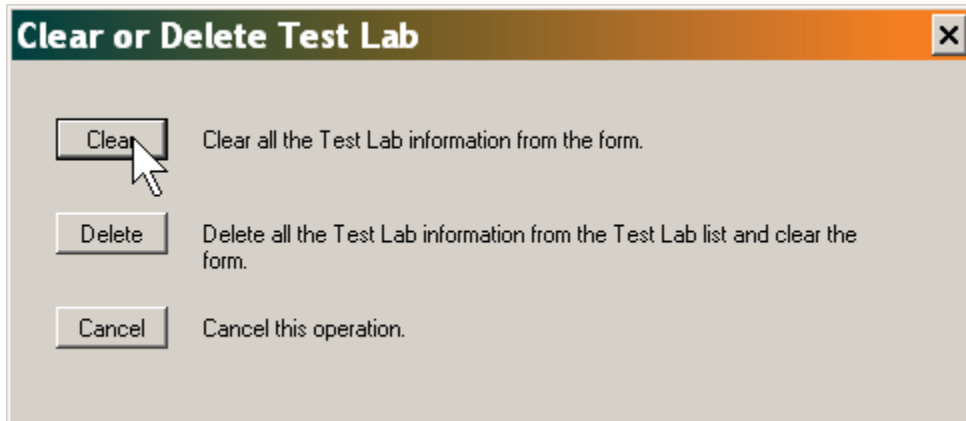 Clear or Delete Test Lab
Clear Clear all the Test Lab information from the form.
Delete Delete all the Test Lab information from the Test Lab list and clear the
form.
Cancel Cancel this operation.